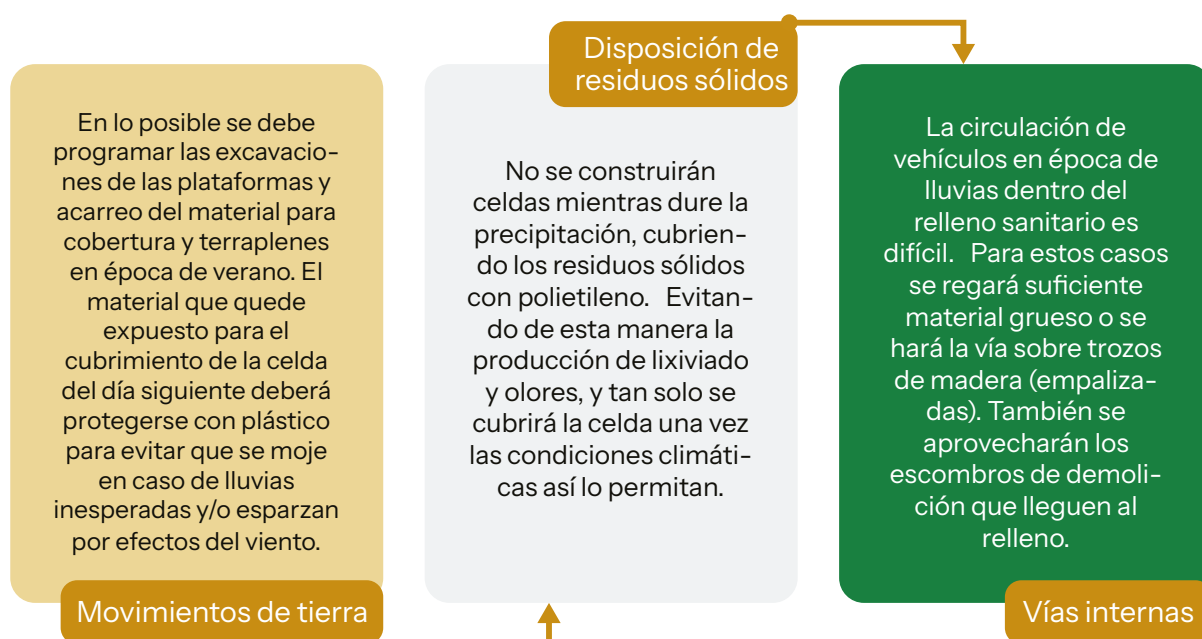 En lo posible se debe
programar las excavacio-
nes de las plataformas y
acarreo del material para
cobertura y terraplenes
en época de verano. El
material que quede
expuesto para el
cubrimiento de la celda
del día siguiente deberá
protegerse con plástico
para evitar que se moje
en caso de lluvias
inesperadas y/o esparzan
por efectos del viento.
Movimientos de tierra
Disposición de
residuos sólidos
No se construirán
celdas mientras dure la
precipitación, cubrien-
do los residuos sólidos
con polietileno. Evitan-
do de esta manera la
producción de lixiviado
y olores, y tan solo se
cubrirá la celda una vez
las condiciones climáti-
cas así lo permitan.
La circulación de
vehículos en época de
lluvias dentro del
relleno sanitario es
difícil. Para estos casos
se regará suficiente
material grueso o se
hará la vía sobre trozos
de madera (empaliza-
das). También se
aprovecharán los
escombros de demoli-
ción que lleguen al
relleno.
Vías internas